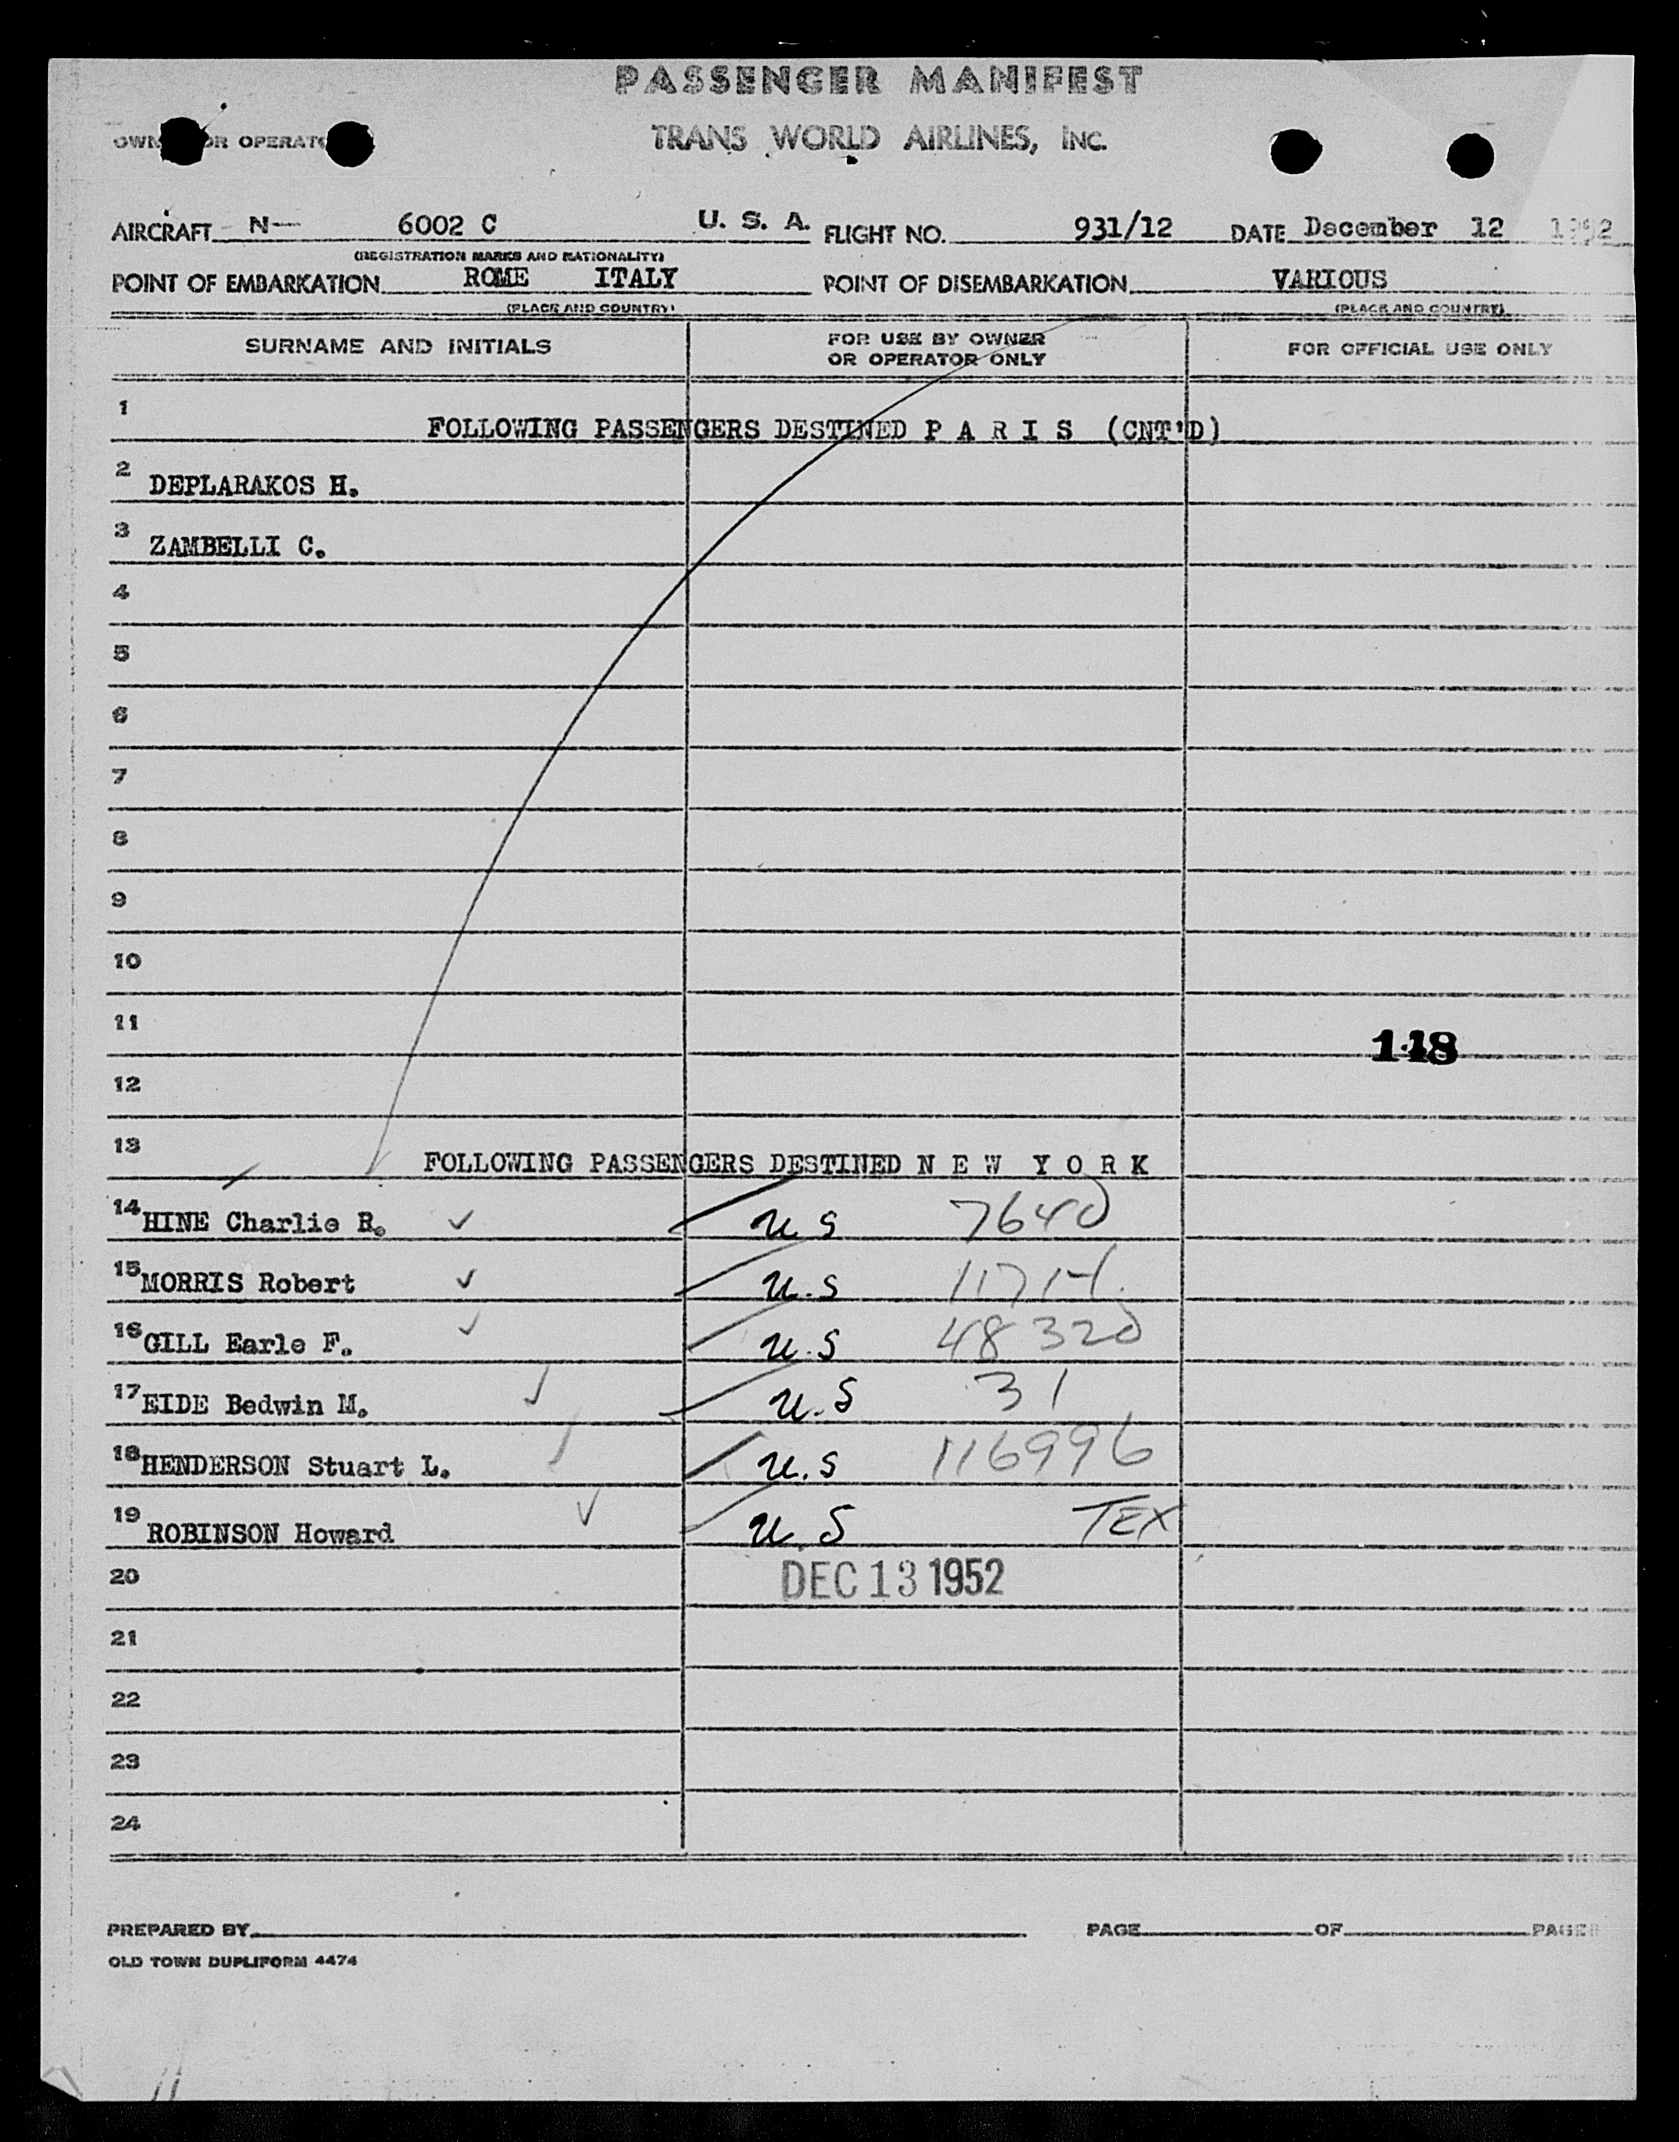 PASSENGER MANIFEST
OWNER OR OPERATOR TRANS WORLD AIRLINES, INC.
AIRCRAFT N— 6002 C U. S. A. FLIGHT NO. 931/12 DATE December 12 1952
(REGISTRATION MARKS AND NATIONALITY)
POINT OF EMBARKATION ROME ITALY POINT OF DISEMBARKATION VARIOUS
(PLACE AND COUNTRY) (PLACE AND COUNTRY)
SURNAME AND INITIALS FOR USE BY OWNER OR OPERATOR ONLY FOR OFFICIAL USE ONLY
1 FOLLOWING PASSENGERS DESTINED P A R I S (CNT'D)
2 DEPLARAKOS H.
3 ZAMBELLI C.
4
5
6
7
8
9
10
11 118
12
13 FOLLOWING PASSENGERS DESTINED N E W Y O R K
14 HINE Charlie R. ✓ U S 7640
15 MORRIS Robert ✓ U.S
16 GILL Earle F. ✓ U.S 48320
17 EIDE Bedwin M. ✓ U.S 31
18 HENDERSON Stuart L. U.S 116996
19 ROBINSON Howard ✓ U.S TEX
20 DEC 13 1952
21
22
23
24
PREPARED BY PAGE OF PAGES
OLD TOWN DUPLIFORM 4474